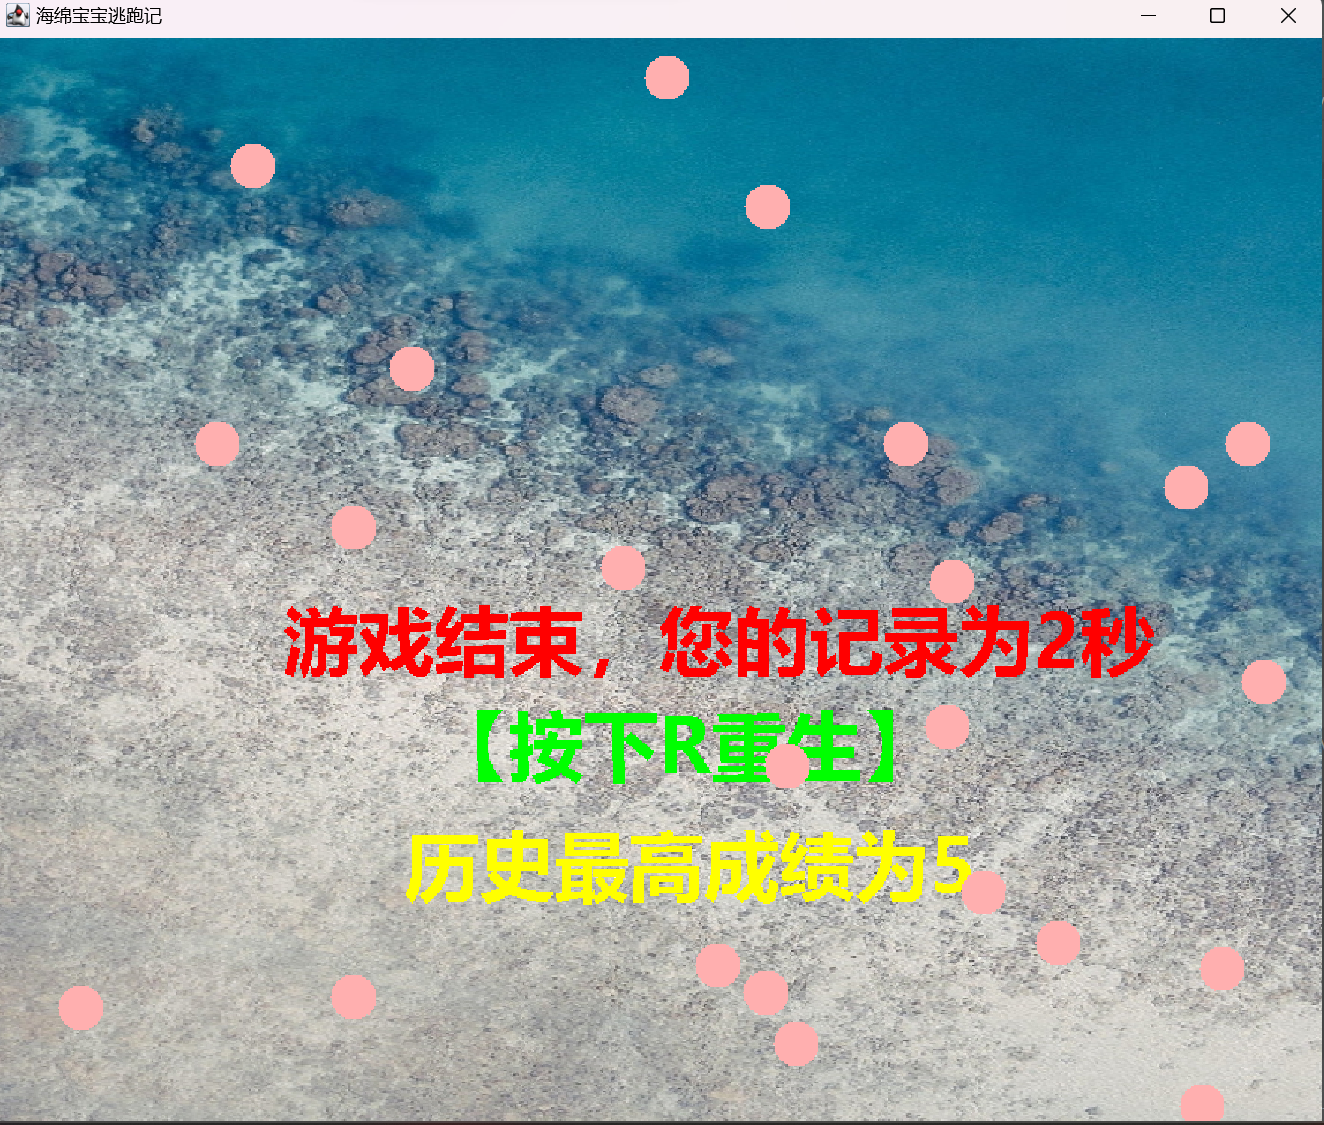 海绵宝宝逃跑记
游戏结束，您的记录为2秒
【按下R重生】
历史最高成绩为5